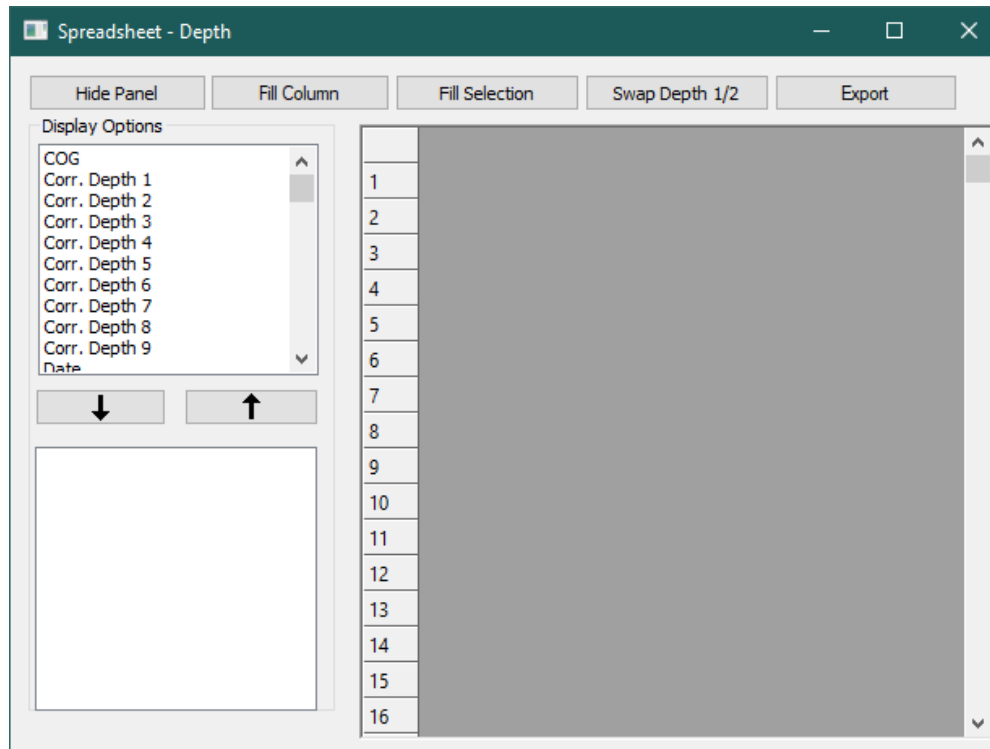 Spreadsheet - Depth
Hide Panel Fill Column Fill Selection Swap Depth 1/2 Export
Display Options
COG
Corr. Depth 1
Corr. Depth 2
Corr. Depth 3
Corr. Depth 4
Corr. Depth 5
Corr. Depth 6
Corr. Depth 7
Corr. Depth 8
Corr. Depth 9
Date
1
2
3
4
5
6
7
8
9
10
11
12
13
14
15
16